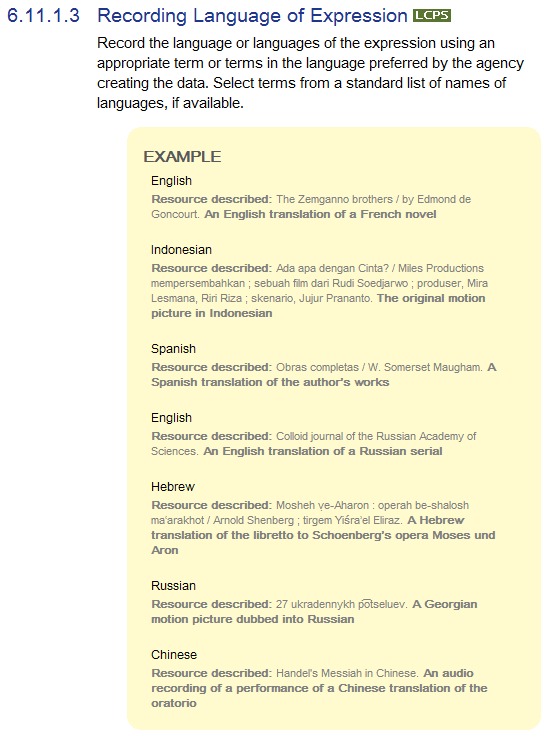 6.11.1.3 Recording Language of Expression LCPS
Record the language or languages of the expression using an
appropriate term or terms in the language preferred by the agency
creating the data. Select terms from a standard list of names of
languages, if available.
EXAMPLE
English
Resource described: The Zemganno brothers / by Edmond de
Goncourt. An English translation of a French novel
Indonesian
Resource described: Ada apa dengan Cinta? / Miles Productions
mempersembahkan ; sebuah film dari Rudi Soedjarwo ; produser, Mira
Lesmana, Riri Riza ; skenario, Jujur Prananto. The original motion
picture in Indonesian
Spanish
Resource described: Obras completas / W. Somerset Maugham. A
Spanish translation of the author's works
English
Resource described: Colloid journal of the Russian Academy of
Sciences. An English translation of a Russian serial
Hebrew
Resource described: Mosheh ṿe-Aharon : operah be-shalosh
maʻarakhot / Arnold Shenberg ; tirgem Yiśraʼel Eliraz. A Hebrew
translation of the libretto to Schoenberg's opera Moses und
Aron
Russian
Resource described: 27 ukradennykh pot͡seluev. A Georgian
motion picture dubbed into Russian
Chinese
Resource described: Handel's Messiah in Chinese. An audio
recording of a performance of a Chinese translation of the
oratorio